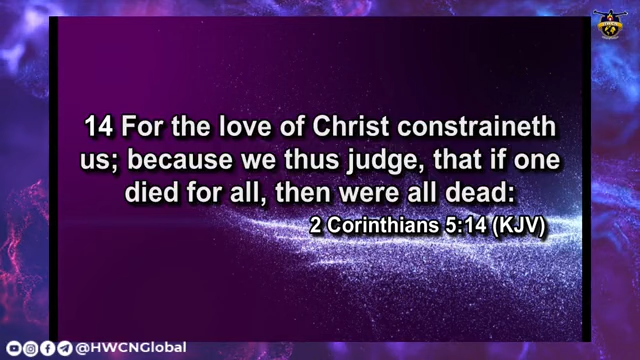 14 For the love of Christ constraineth
us; because we thus judge, that if one
died for all, then were all dead:
2 Corinthians 5:14 (KJV)
@HWCNGlobal